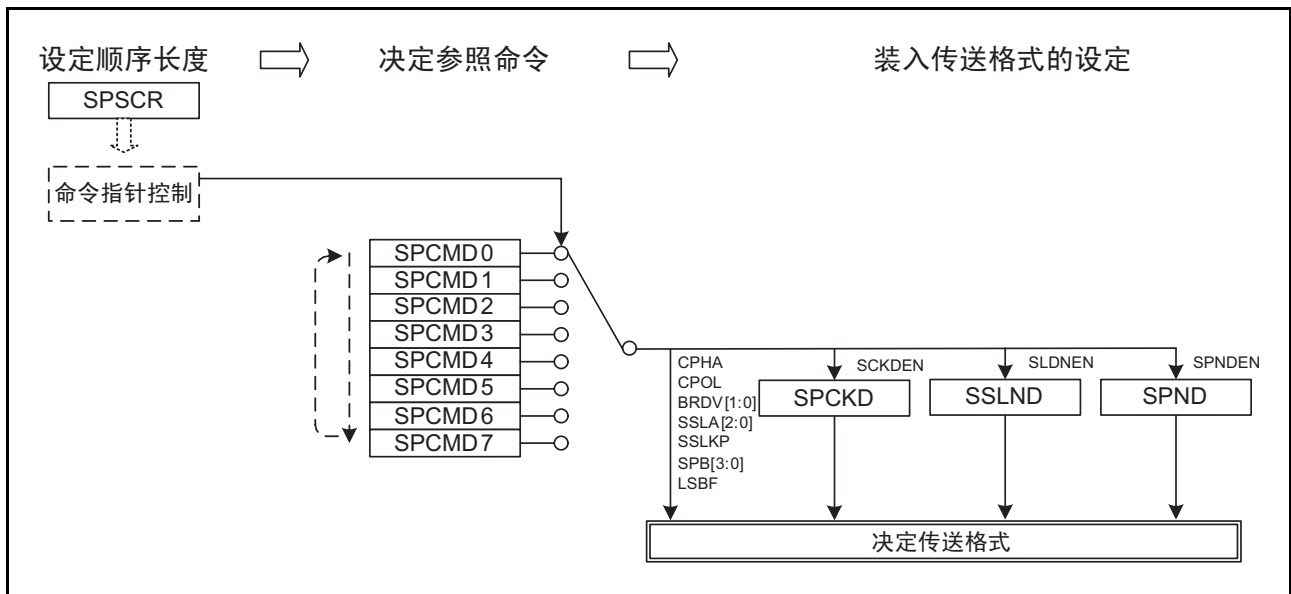 设定顺序长度
决定参照命令
装入传送格式的设定
SPSCR
命令指针控制
SPCMD0
SPCMD1
SPCMD2
SPCMD3
SPCMD4
SPCMD5
SPCMD6
SPCMD7
CPHA
CPOL
BRDV[1:0]
SSLA[2:0]
SSLKP
SPB[3:0]
LSBF
SCKDEN
SPCKD
SLDNEN
SSLND
SPNDEN
SPND
决定传送格式